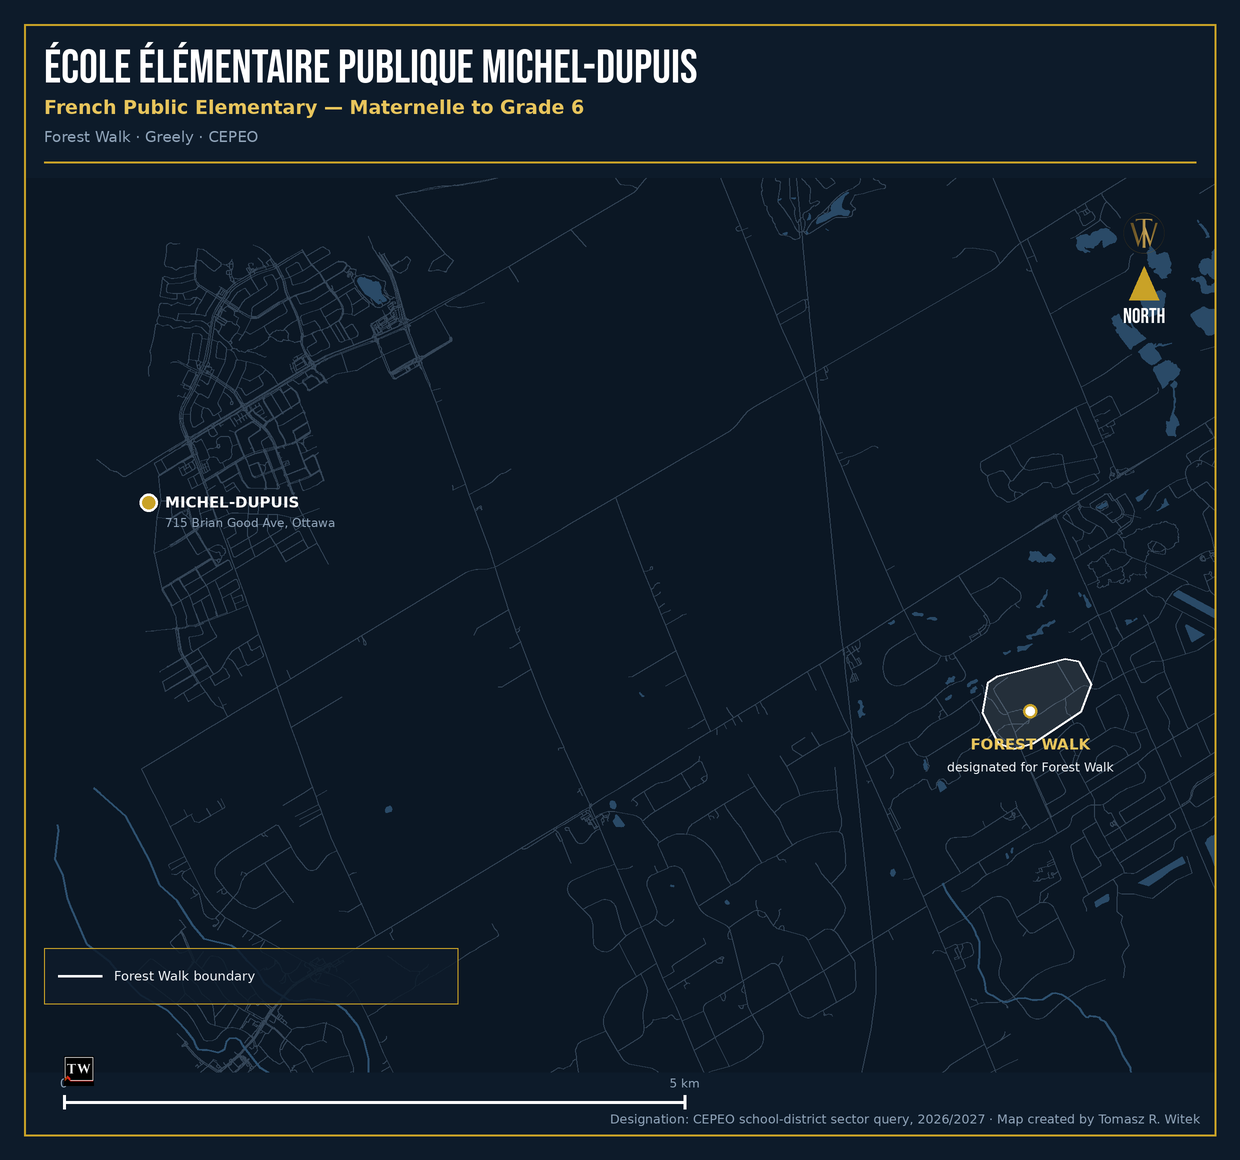 ÉCOLE ÉLÉMENTAIRE PUBLIQUE MICHEL-DUPUIS
French Public Elementary — Maternelle to Grade 6
Forest Walk · Greely · CEPEO
TW
NORTH
MICHEL-DUPUIS
715 Brian Good Ave, Ottawa
FOREST WALK
designated for Forest Walk
Forest Walk boundary
TW
0
5 km
Designation: CEPEO school-district sector query, 2026/2027 · Map created by Tomasz R. Witek